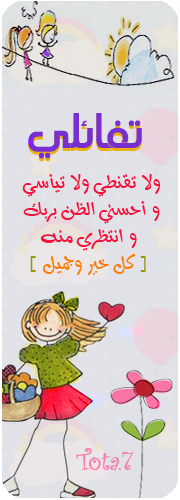 تفائلي
ولا تقنطي ولا تيأسي
و أحسني الظن بربك
و انتظري منه
[ كل خير وجميل ]
Tota.7